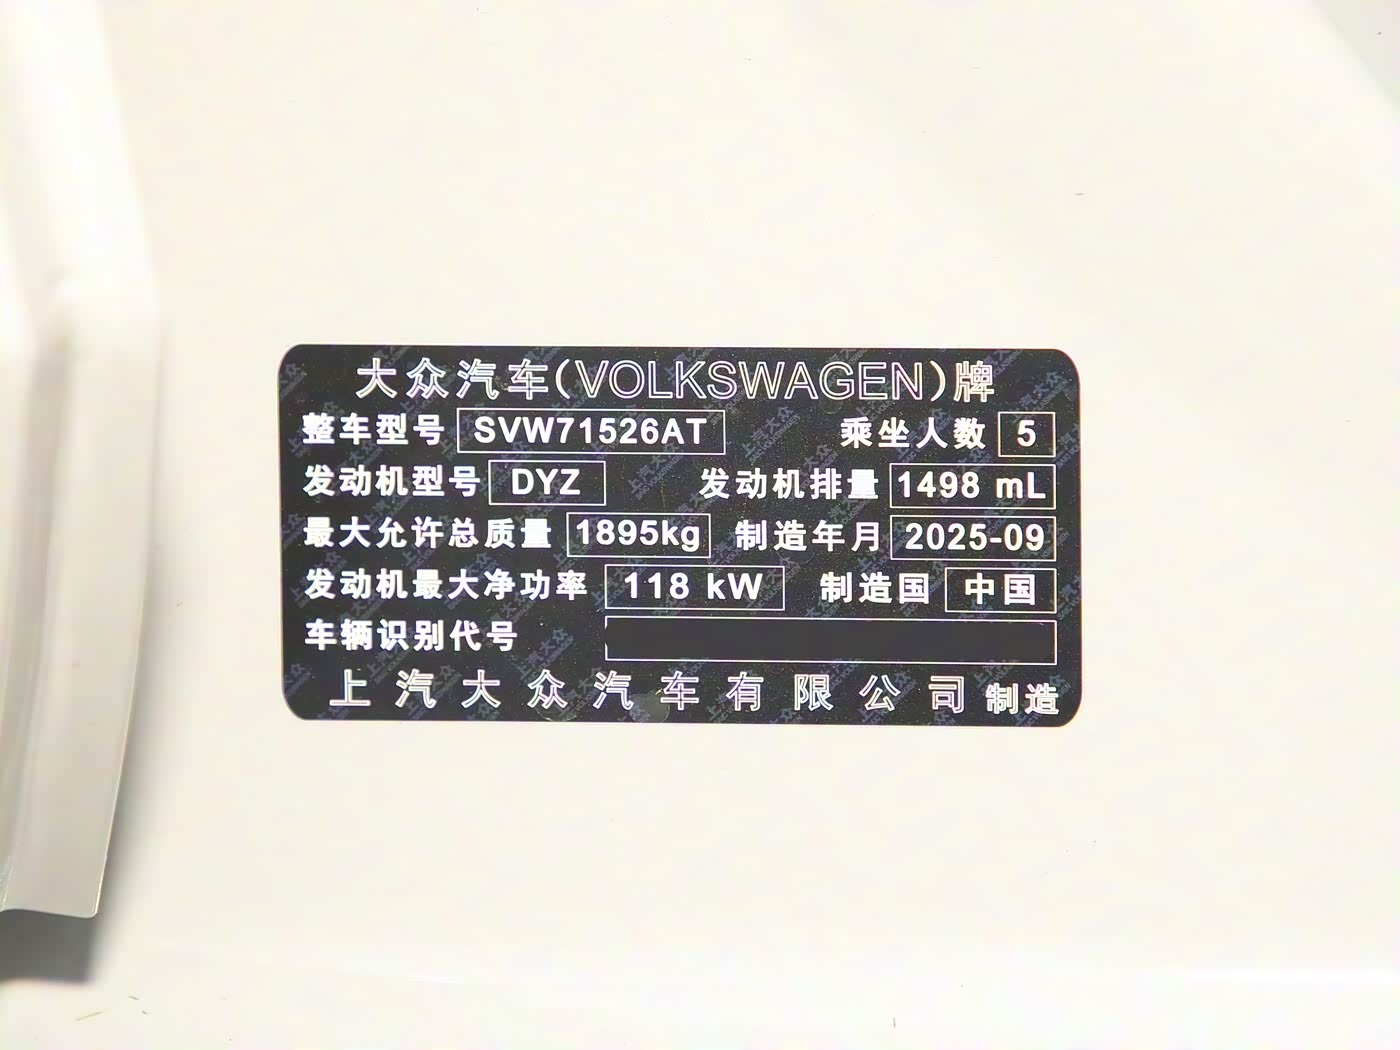 大众汽车(VOLKSWAGEN)牌
整车型号 SVW71526AT 乘坐人数 5
发动机型号 DYZ 发动机排量 1498 mL
最大允许总质量 1895kg 制造年月 2025-09
发动机最大净功率 118 kW 制造国 中国
车辆识别代号
上汽大众汽车有限公司制造